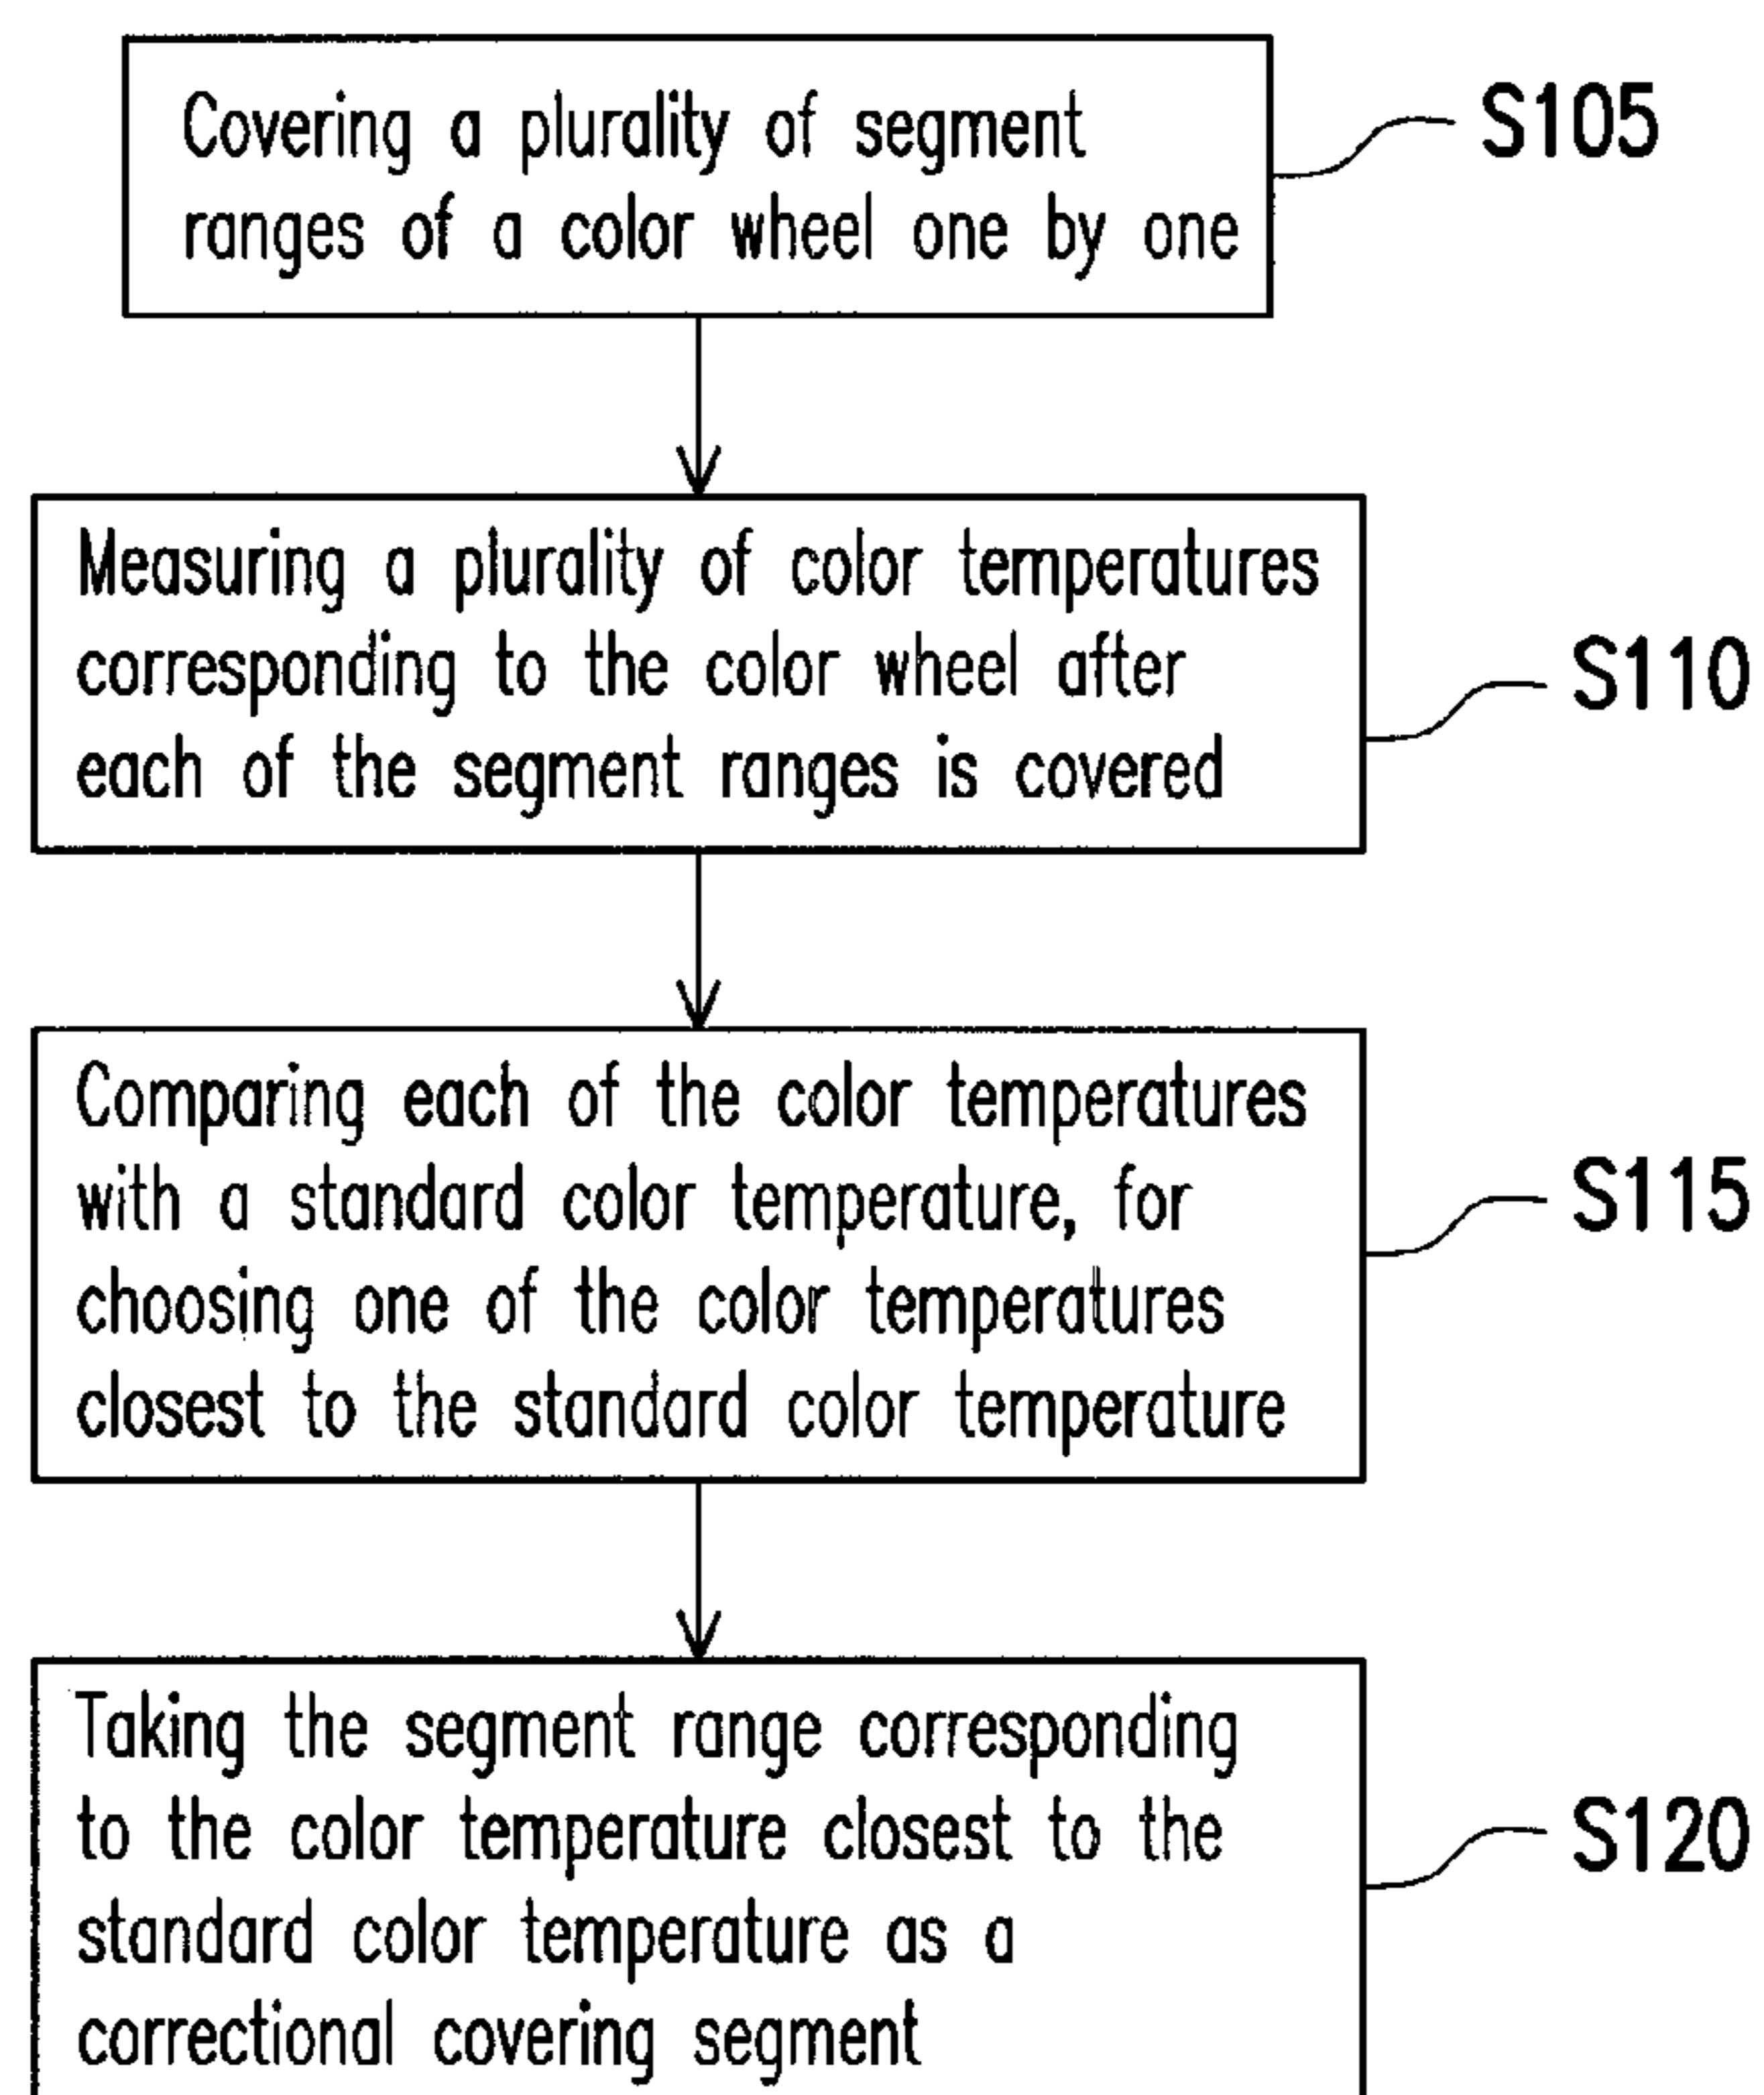 Covering a plurality of segment
ranges of a color wheel one by one
S105
Measuring a plurality of color temperatures
corresponding to the color wheel after
each of the segment ranges is covered
S110
Comparing each of the color temperatures
with a standard color temperature, for
choosing one of the color temperatures
closest to the standard color temperature
S115
Taking the segment range corresponding
to the color temperature closest to the
standard color temperature as a
correctional covering segment
S120